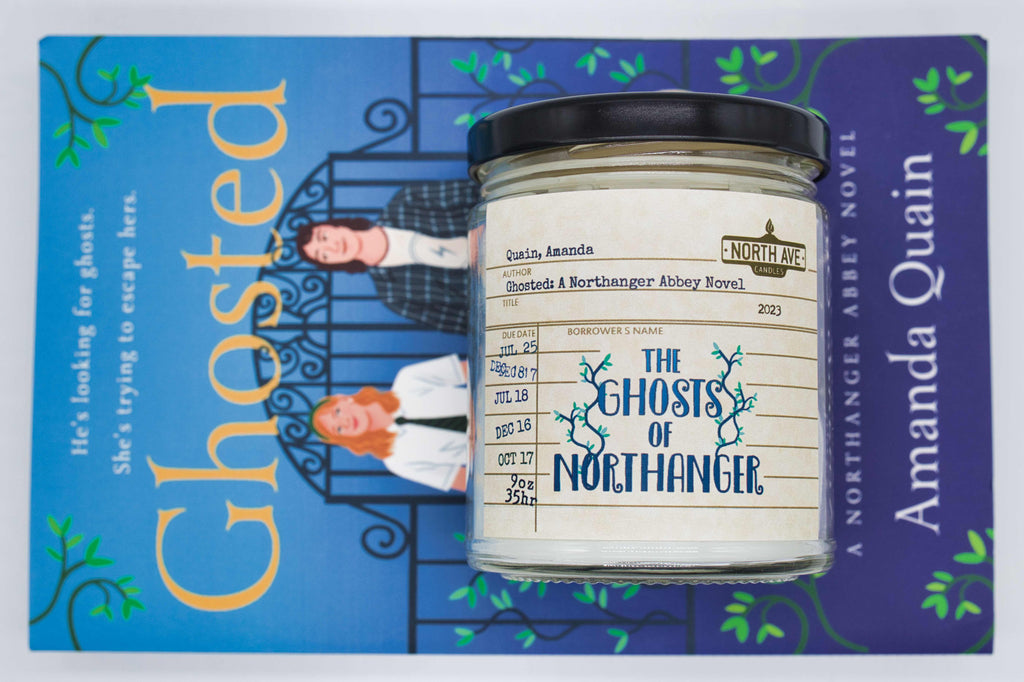 Ghosted
He's looking for ghosts.
She's trying to escape hers.
A NORTHANGER ABBEY NOVEL
Amanda Quain
Quain, Amanda
AUTHOR
Ghosted: A Northanger Abbey Novel
TITLE
2023
NORTH AVE
CANDLES
DUE DATE
BORROWER'S NAME
JUL 25
JUL 18
DEC 16
OCT 17
9oz
35hr
THE
GHOSTS
OF
NORTHANGER